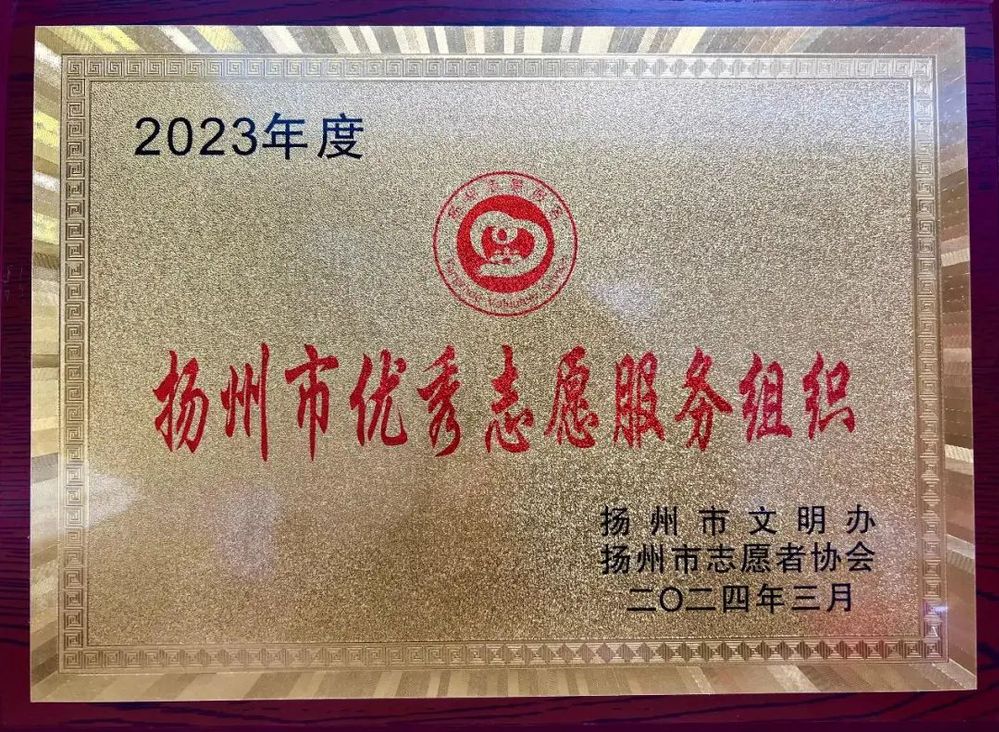 2023年度
扬州市优秀志愿服务组织
扬州市文明办
扬州市志愿者协会
二〇二四年三月